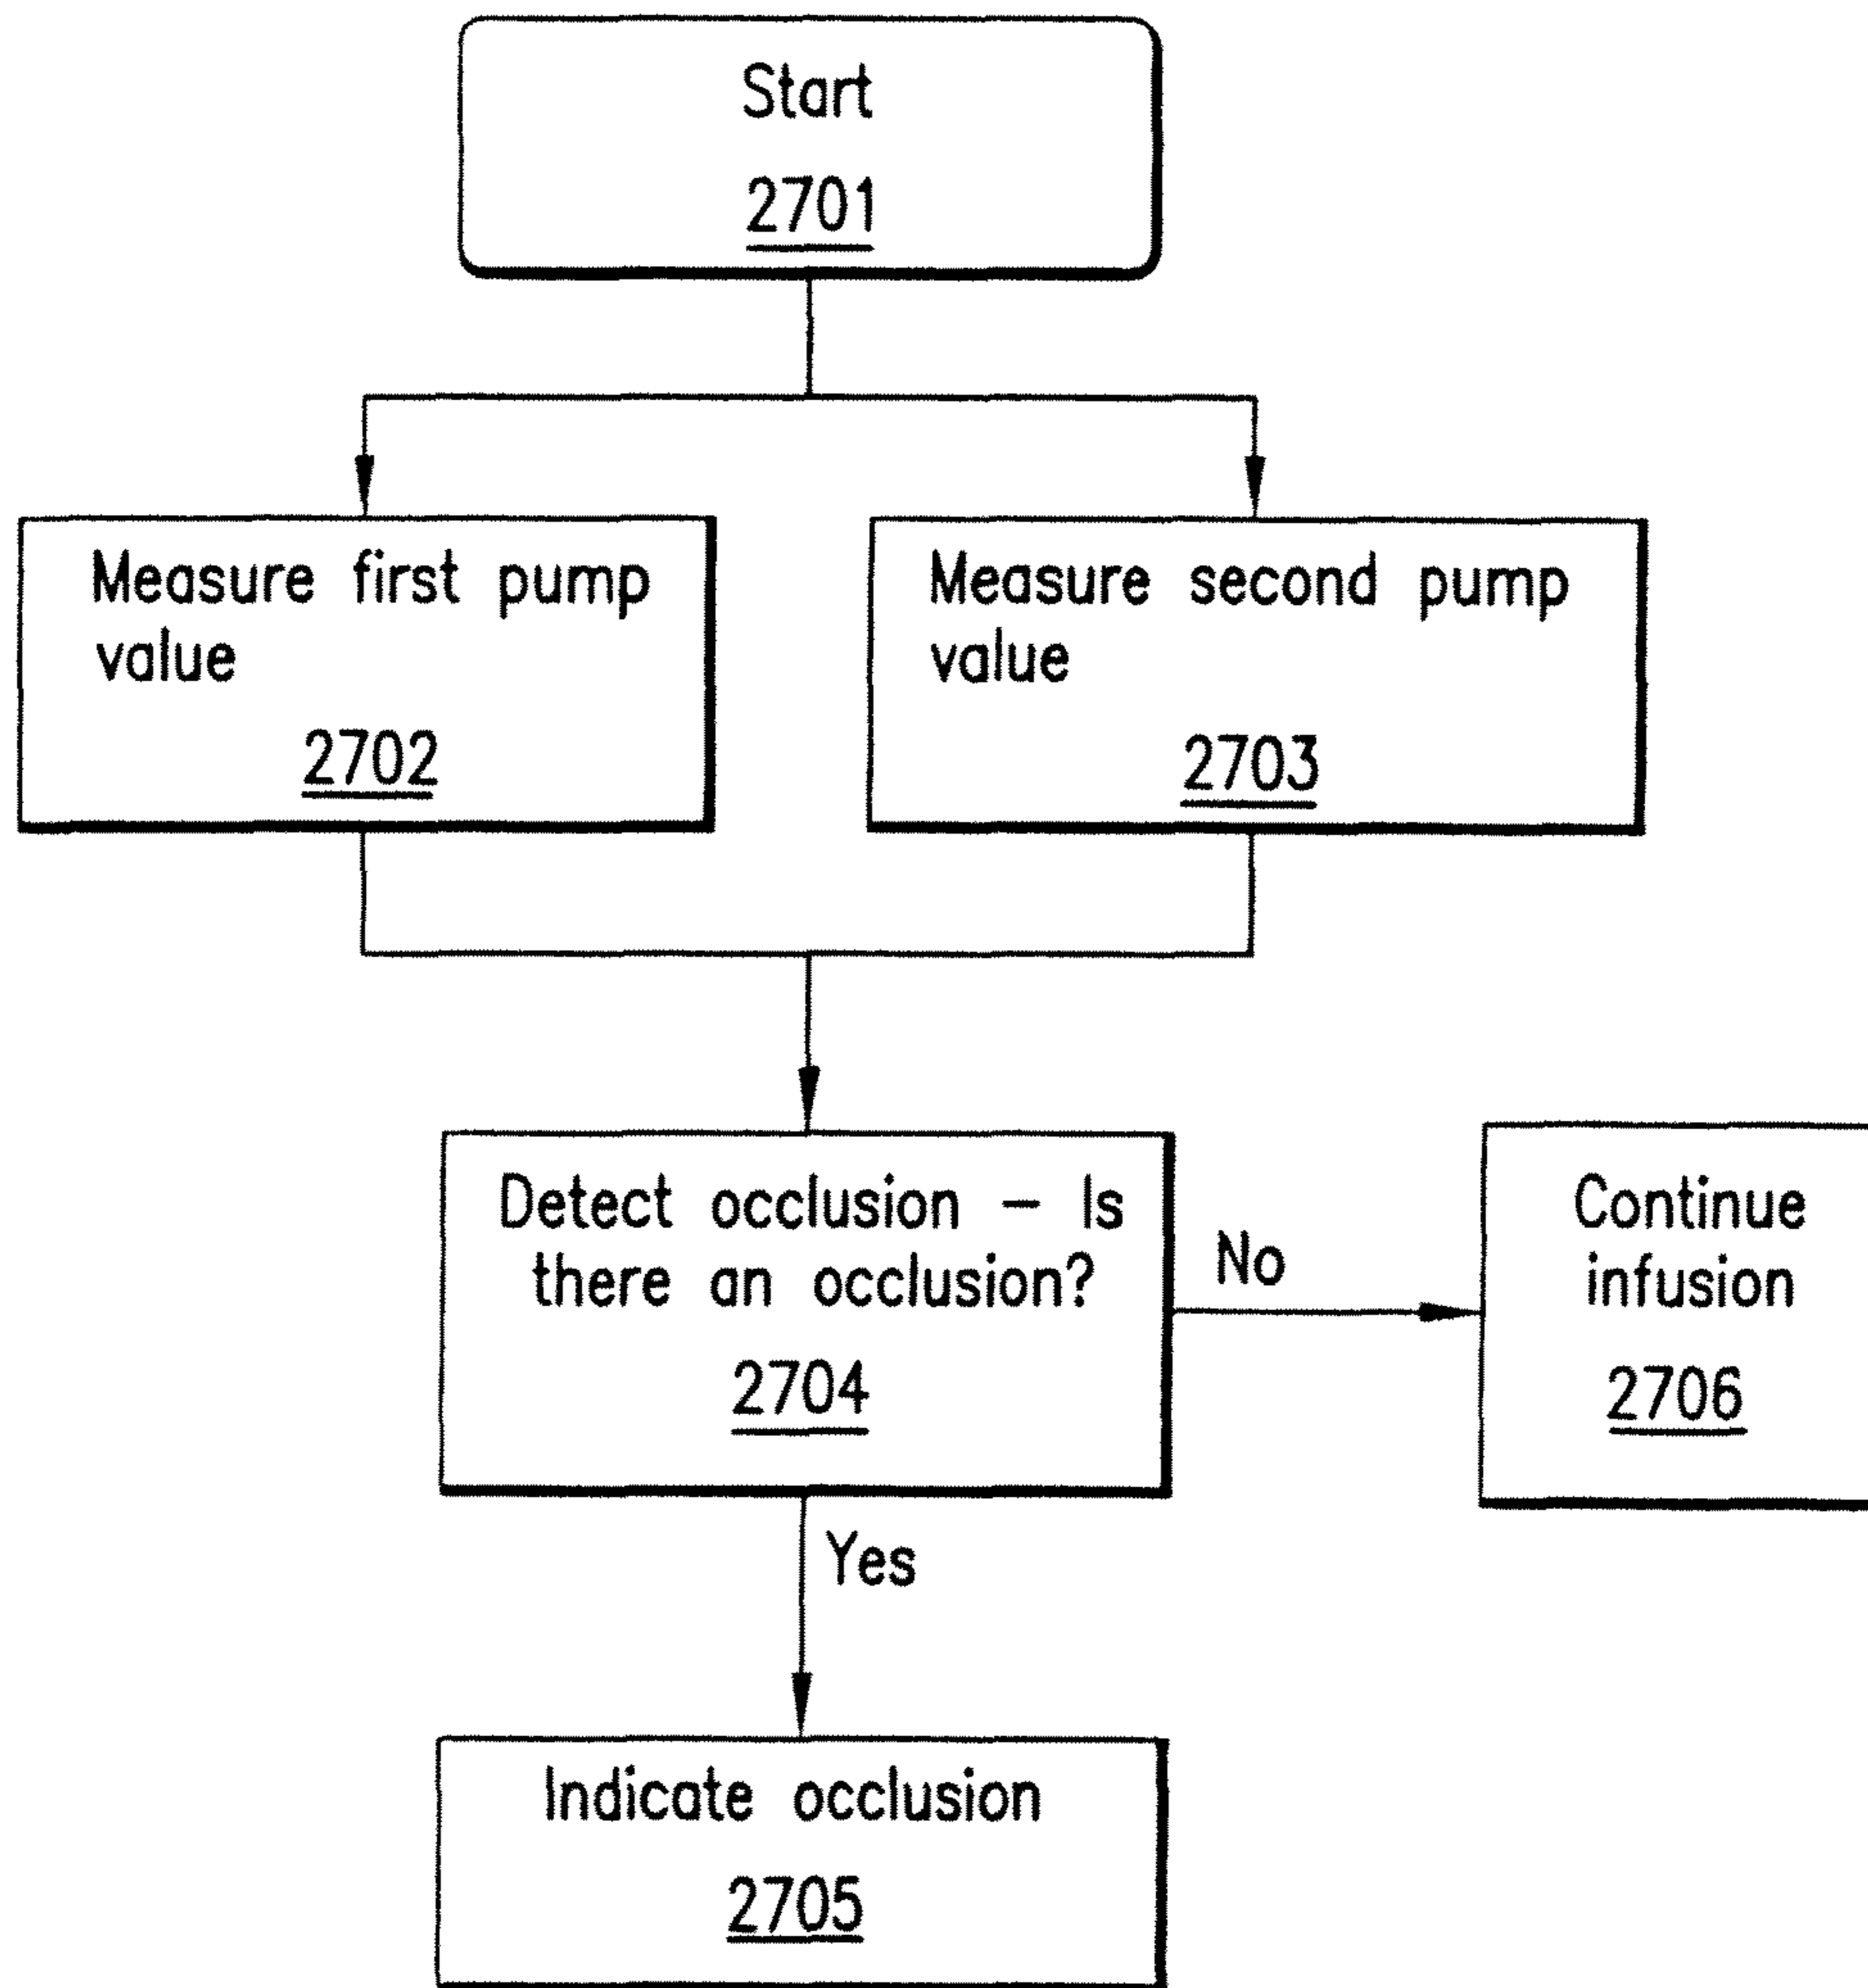 Start
2701
Measure first pump
value
2702
Measure second pump
value
2703
Detect occlusion – Is
there an occlusion?
2704
No
Continue
infusion
2706
Yes
Indicate occlusion
2705